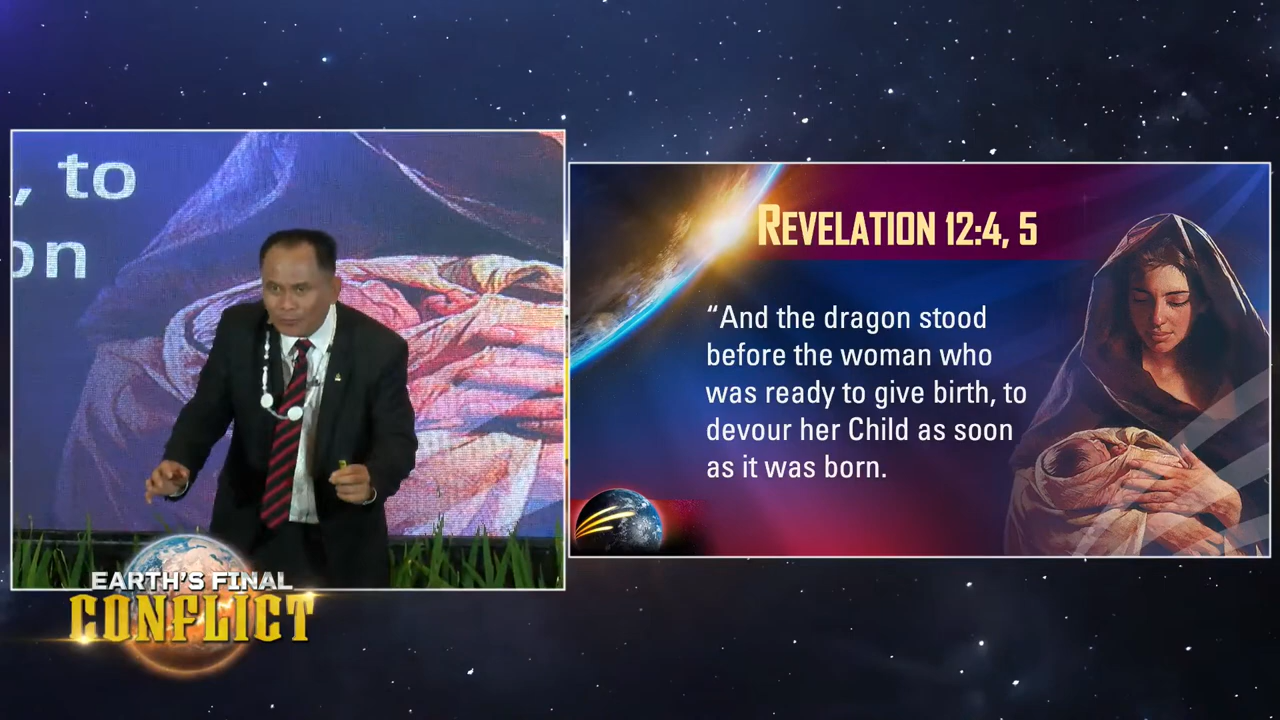 , to
on
EARTH'S FINAL
CONFLICT
REVELATION 12:4, 5
“And the dragon stood
before the woman who
was ready to give birth, to
devour her Child as soon
as it was born.